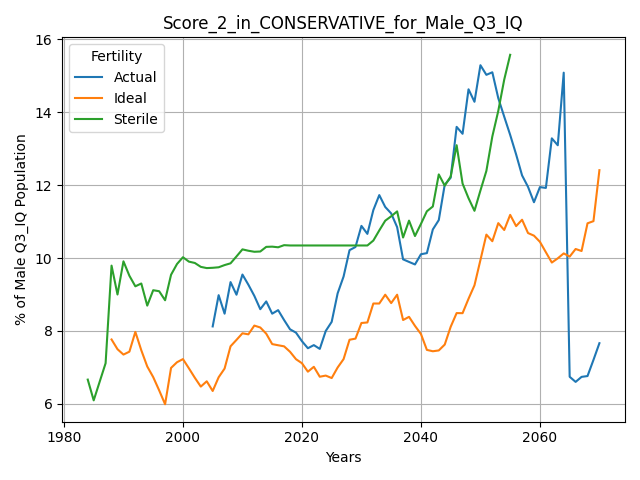 Score_2_in_CONSERVATIVE_for_Male_Q3_IQ
16
14
12
10
8
6
% of Male Q3_IQ Population
Fertility
Actual
Ideal
Sterile
1980
2000
2020
2040
2060
Years